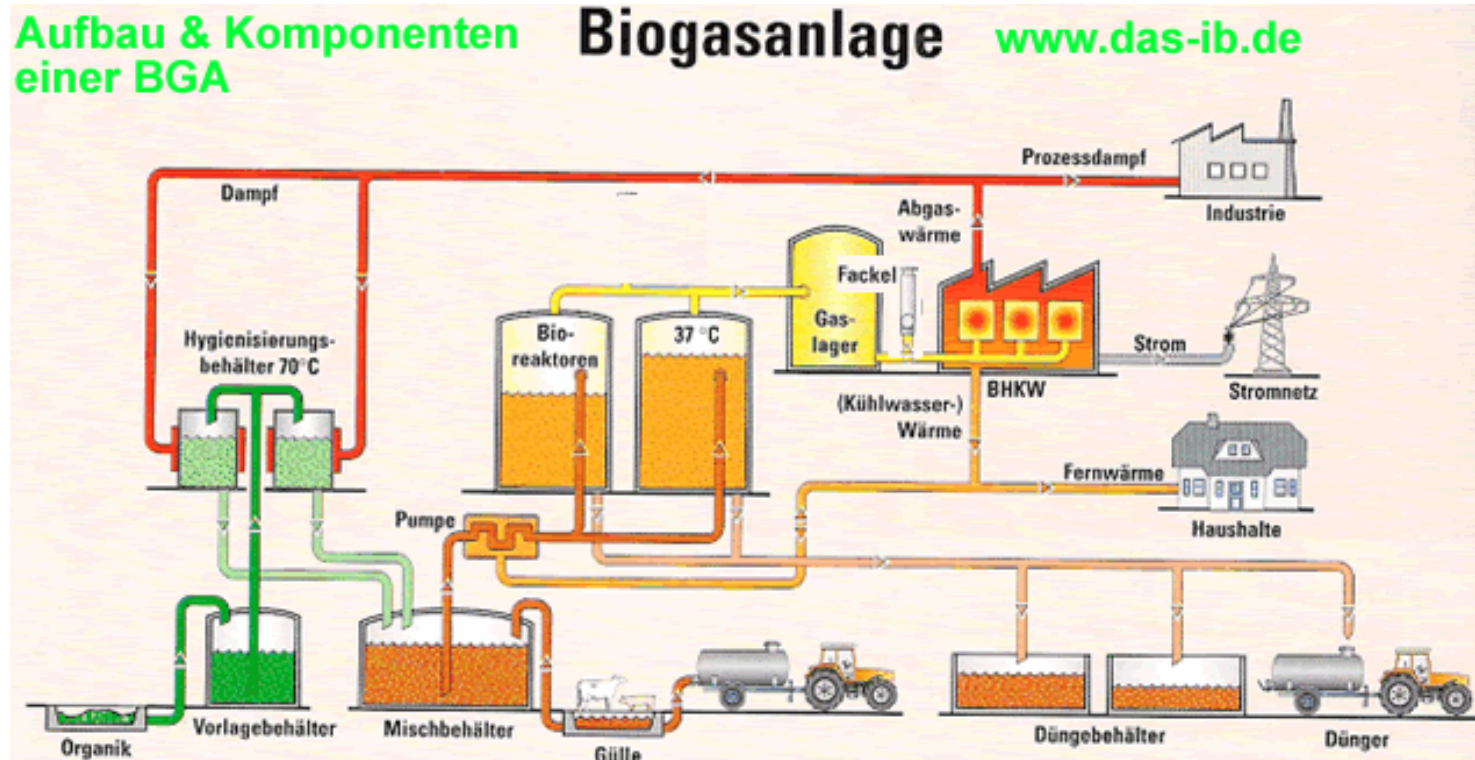 Aufbau & Komponenten
einer BGA
Biogasanlage
www.das-ib.de
Prozessdampf
Dampf
Industrie
Abgas-
wärme
Fackel
Gas-
lager
Bio-
reaktoren
37 °C
Hygienisierungs-
behälter 70°C
Strom
BHKW
Stromnetz
(Kühlwasser-)
Wärme
Fernwärme
Haushalte
Pumpe
Vorlagebehälter
Mischbehälter
Organik
Gülle
Düngebehälter
Dünger